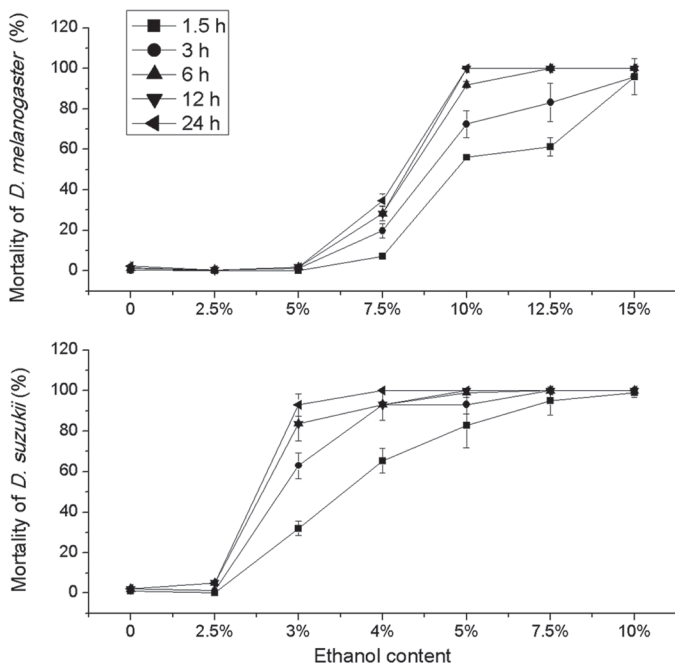 Mortality of D. melanogaster (%)
120
100
80
60
40
20
0
1.5 h
3 h
6 h
12 h
24 h
0 2.5% 5% 7.5% 10% 12.5% 15%
Mortality of D. suzukii (%)
120
100
80
60
40
20
0
0 2.5% 3% 4% 5% 7.5% 10%
Ethanol content